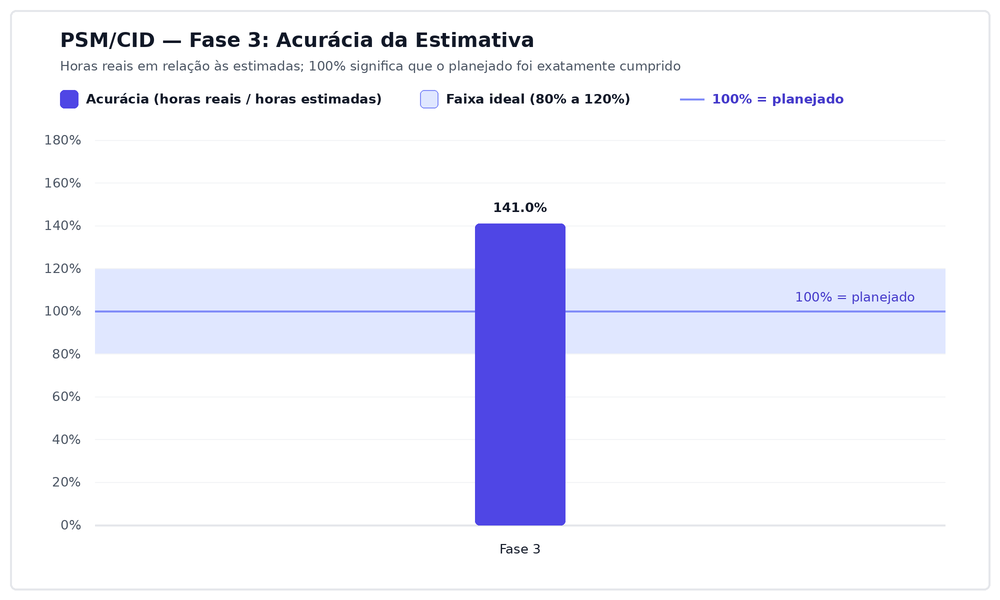 PSM/CID — Fase 3: Acurácia da Estimativa
Horas reais em relação às estimadas; 100% significa que o planejado foi exatamente cumprido
Acurácia (horas reais / horas estimadas)
Faixa ideal (80% a 120%)
100% = planejado
180%
160%
141.0%
140%
120%
100% = planejado
100%
80%
60%
40%
20%
0%
Fase 3